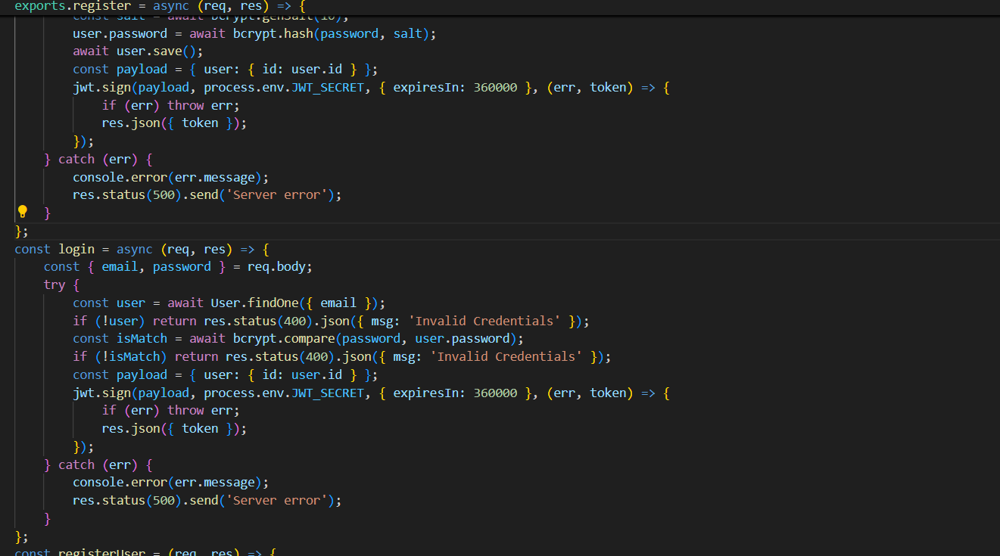 exports.register = async (req, res) => {
        const salt = await bcrypt.genSalt(10);
        user.password = await bcrypt.hash(password, salt);
        await user.save();
        const payload = { user: { id: user.id } };
        jwt.sign(payload, process.env.JWT_SECRET, { expiresIn: 360000 }, (err, token) => {
            if (err) throw err;
            res.json({ token });
        });
    } catch (err) {
        console.error(err.message);
        res.status(500).send('Server error');
    }
};
const login = async (req, res) => {
    const { email, password } = req.body;
    try {
        const user = await User.findOne({ email });
        if (!user) return res.status(400).json({ msg: 'Invalid Credentials' });
        const isMatch = await bcrypt.compare(password, user.password);
        if (!isMatch) return res.status(400).json({ msg: 'Invalid Credentials' });
        const payload = { user: { id: user.id } };
        jwt.sign(payload, process.env.JWT_SECRET, { expiresIn: 360000 }, (err, token) => {
            if (err) throw err;
            res.json({ token });
        });
    } catch (err) {
        console.error(err.message);
        res.status(500).send('Server error');
    }
};
const registerUser = (req, res) => {